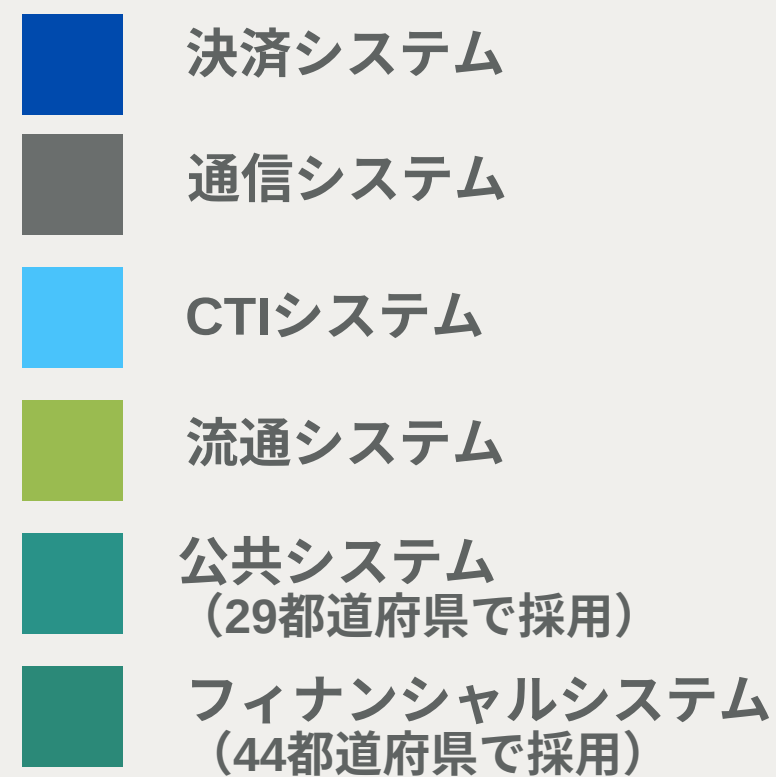 決済システム
通信システム
CTIシステム
流通システム
公共システム
（29都道府県で採用）
フィナンシャルシステム
（44都道府県で採用）